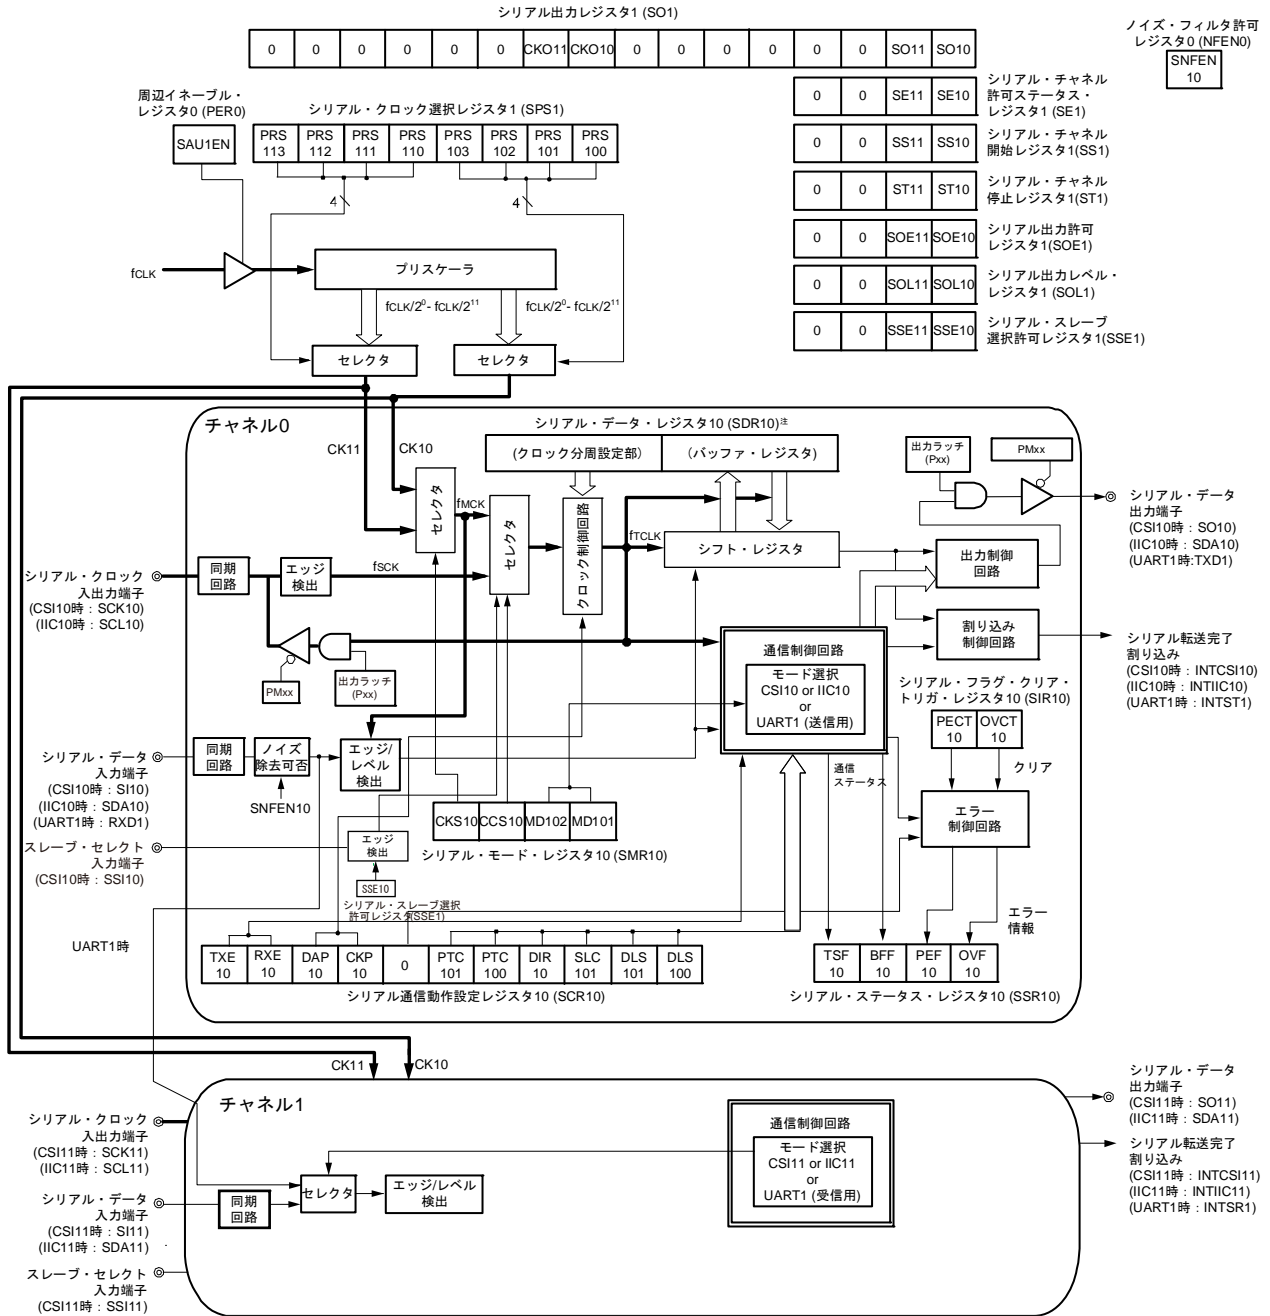 シリアル出力レジスタ1 (SO1)
0 0 0 0 0 0 CKO11 CKO10 0 0 0 0 0 0 SO11 SO10
ノイズ・フィルタ許可
レジスタ0 (NFEN0)
SNFEN
10
0 0 SE11 SE10
シリアル・チャネル
許可ステータス・
レジスタ1 (SE1)
0 0 SS11 SS10
シリアル・チャネル
開始レジスタ1(SS1)
0 0 ST11 ST10
シリアル・チャネル
停止レジスタ1(ST1)
0 0 SOE11 SOE10
シリアル出力許可
レジスタ1(SOE1)
0 0 SOL11 SOL10
シリアル出力レベル・
レジスタ1 (SOL1)
0 0 SSE11 SSE10
シリアル・スレーブ
選択許可レジスタ1(SSE1)
周辺イネーブル・
レジスタ0 (PER0)
SAU1EN
シリアル・クロック選択レジスタ1 (SPS1)
PRS PRS PRS PRS PRS PRS PRS PRS
113 112 111 110 103 102 101 100
4 4
fCLK
プリスケーラ
fCLK/2⁰- fCLK/2¹¹ fCLK/2⁰- fCLK/2¹¹
セレクタ セレクタ
チャネル0
CK11 CK10
シリアル・データ・レジスタ10 (SDR10)注
(クロック分周設定部) (バッファ・レジスタ)
セレクタ
fMCK
セレクタ
クロック制御回路
fTCLK
シフト・レジスタ
出力ラッチ
(Pxx)
PMxx
出力制御
回路
シリアル・データ
出力端子
(CSI10時 : SO10)
(IIC10時 : SDA10)
(UART1時:TXD1)
シリアル・クロック
入出力端子
(CSI10時 : SCK10)
(IIC10時 : SCL10)
同期
回路
エッジ
検出
fSCK
PMxx
出力ラッチ
(Pxx)
通信制御回路
モード選択
CSI10 or IIC10
or
UART1 (送信用)
割り込み
制御回路
シリアル転送完了
割り込み
(CSI10時 : INTCSI10)
(IIC10時 : INTIIC10)
(UART1時 : INTST1)
シリアル・フラグ・クリア・
トリガ・レジスタ10 (SIR10)
PECT OVCT
10 10
クリア
シリアル・データ
入力端子
(CSI10時 : SI10)
(IIC10時 : SDA10)
(UART1時 : RXD1)
同期
回路
ノイズ
除去可否
SNFEN10
エッジ/
レベル
検出
通信
ステータス
エラー
制御回路
CKS10 CCS10 MD102 MD101
シリアル・モード・レジスタ10 (SMR10)
スレーブ・セレクト
入力端子
(CSI10時 : SSI10)
エッジ
検出
SSE10
シリアル・スレーブ選択
許可レジスタ(SSE1)
UART1時
エラー
情報
TXE RXE DAP CKP 0 PTC PTC DIR SLC DLS DLS
10 10 10 10 101 100 10 101 101 100
シリアル通信動作設定レジスタ10 (SCR10)
TSF BFF PEF OVF
10 10 10 10
シリアル・ステータス・レジスタ10 (SSR10)
CK11 CK10
チャネル1
シリアル・クロック
入出力端子
(CSI11時 : SCK11)
(IIC11時 : SCL11)
シリアル・データ
入力端子
(CSI11時 : SI11)
(IIC11時 : SDA11)
スレーブ・セレクト
入力端子
(CSI11時 : SSI11)
同期
回路
セレクタ
エッジ/レベル
検出
通信制御回路
モード選択
CSI11 or IIC11
or
UART1 (受信用)
シリアル・データ
出力端子
(CSI11時 : SO11)
(IIC11時 : SDA11)
シリアル転送完了
割り込み
(CSI11時 : INTCSI11)
(IIC11時 : INTIIC11)
(UART1時 : INTSR1)